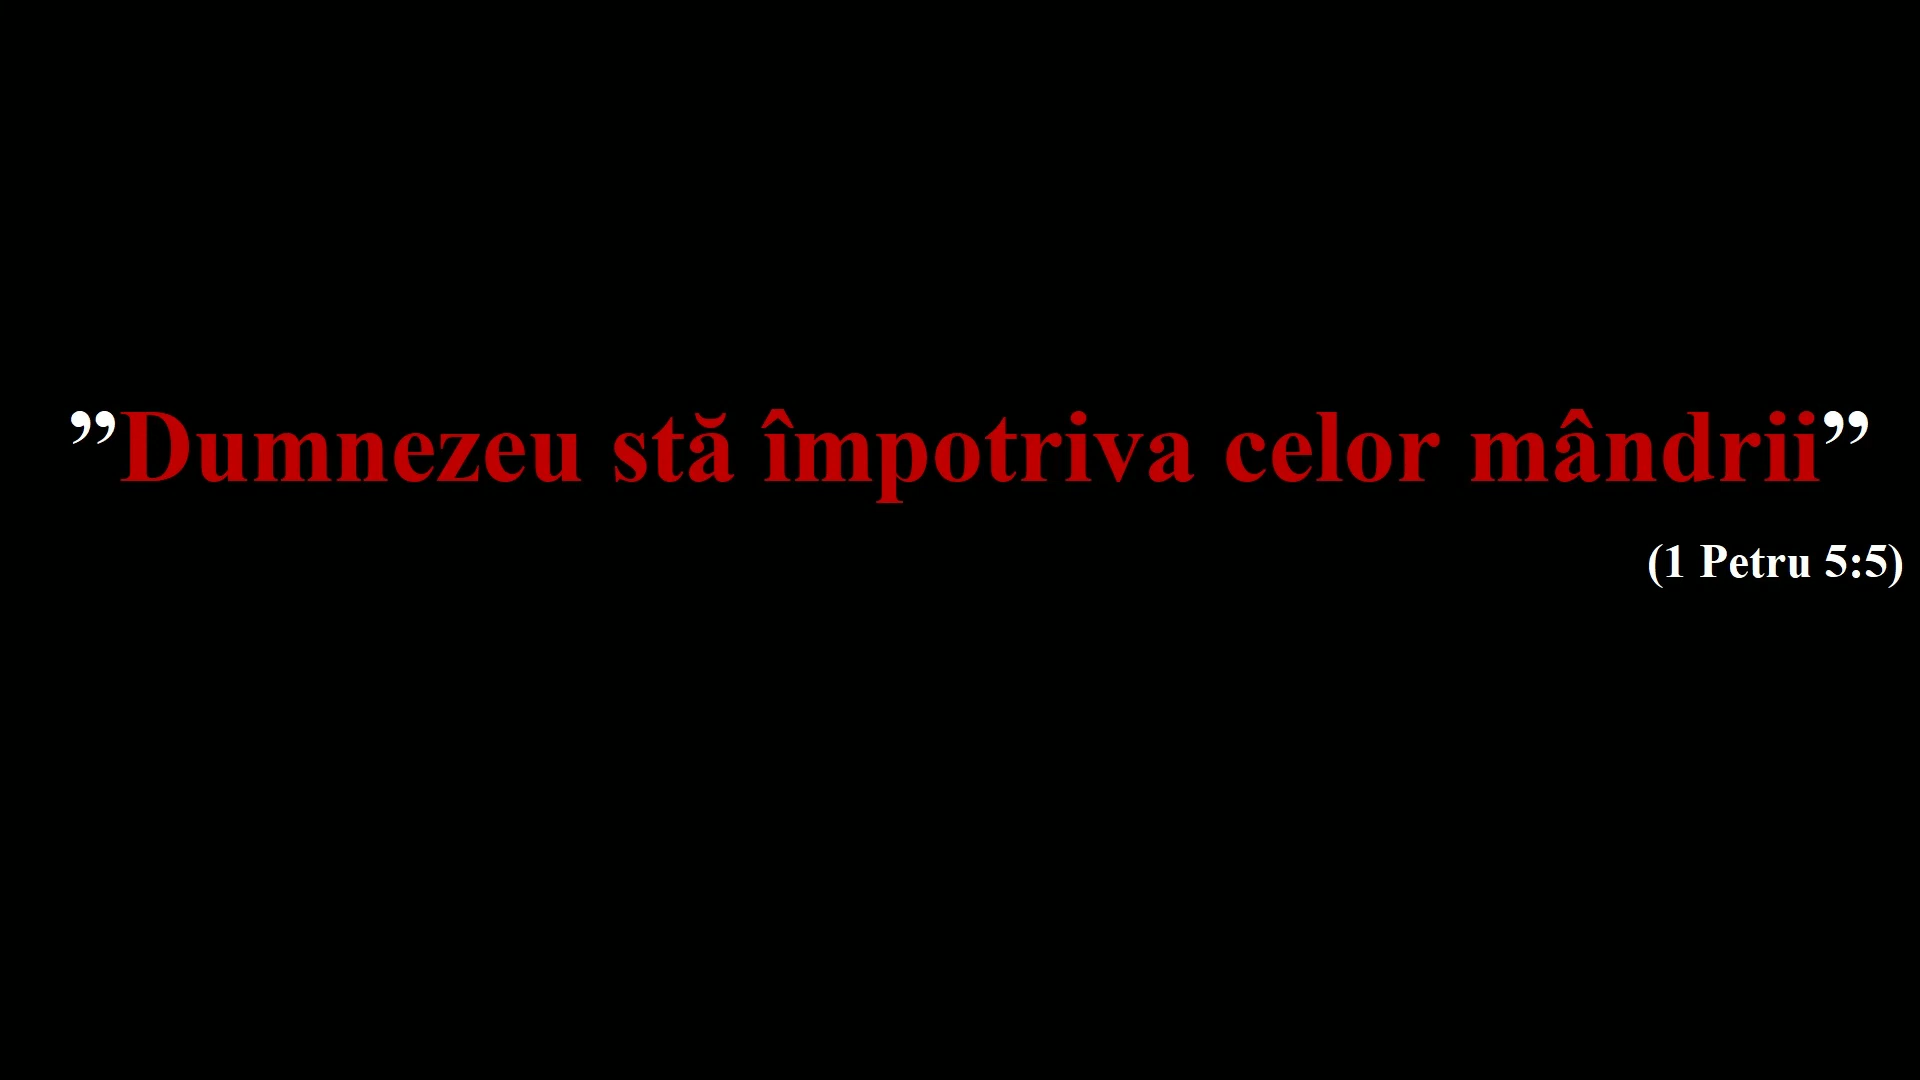 ”Dumnezeu stă împotriva celor mândrii”
(1 Petru 5:5)